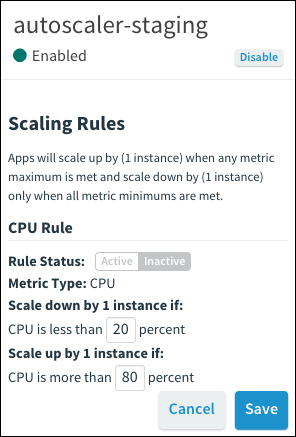 autoscaler-staging
Enabled
Disable
Scaling Rules
Apps will scale up by (1 instance) when any metric
maximum is met and scale down by (1 instance)
only when all metric minimums are met.
CPU Rule
Rule Status: Active Inactive
Metric Type: CPU
Scale down by 1 instance if:
CPU is less than 20 percent
Scale up by 1 instance if:
CPU is more than 80 percent
Cancel Save